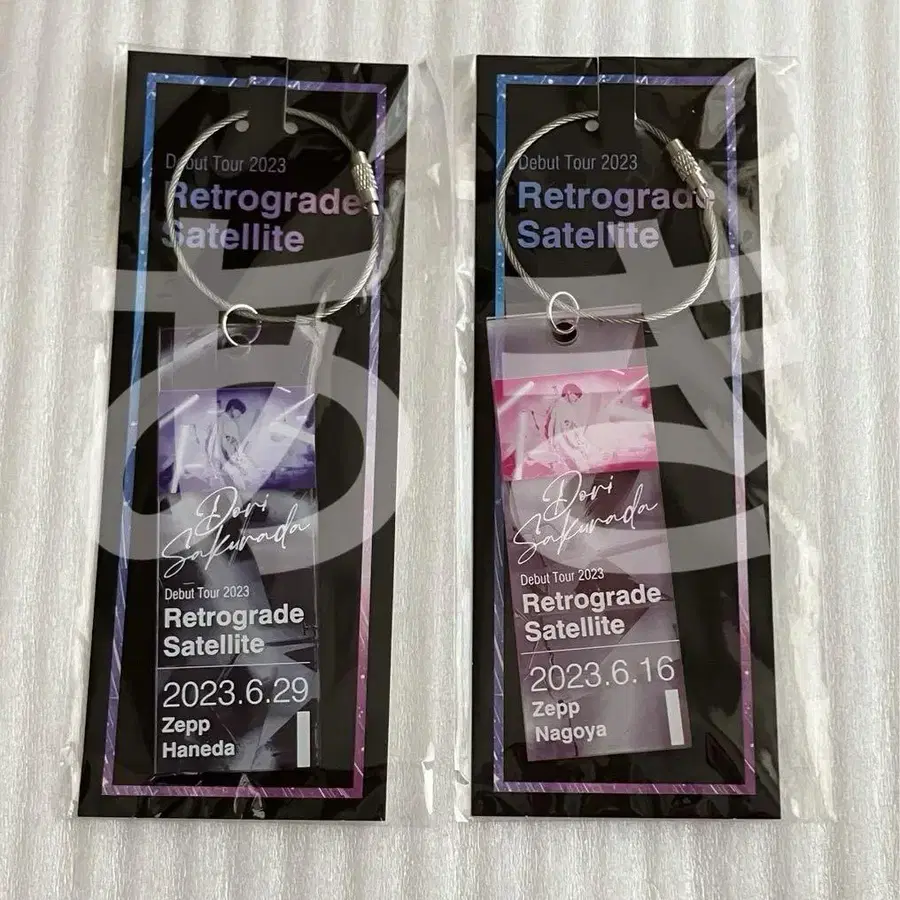 Debut Tour 2023
Retrograde
Satellite
Dori
Sakurada
Debut Tour 2023
Retrograde
Satellite
2023.6.29
Zepp
Haneda
Debut Tour 2023
Retrograde
Satellite
Dori
Sakurada
Debut Tour 2023
Retrograde
Satellite
2023.6.16
Zepp
Nagoya